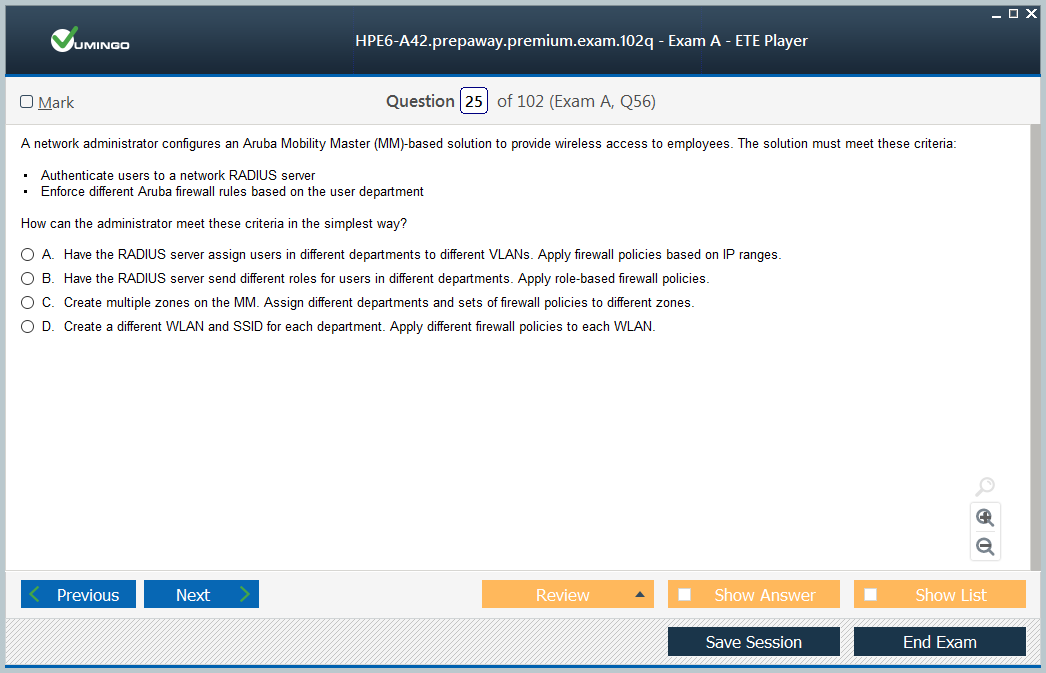 VUMINGO
HPE6-A42.prepaway.premium.exam.102q - Exam A - ETE Player
Mark
Question 25 of 102 (Exam A, Q56)
A network administrator configures an Aruba Mobility Master (MM)-based solution to provide wireless access to employees. The solution must meet these criteria:
• Authenticate users to a network RADIUS server
• Enforce different Aruba firewall rules based on the user department
How can the administrator meet these criteria in the simplest way?
A. Have the RADIUS server assign users in different departments to different VLANs. Apply firewall policies based on IP ranges.
B. Have the RADIUS server send different roles for users in different departments. Apply role-based firewall policies.
C. Create multiple zones on the MM. Assign different departments and sets of firewall policies to different zones.
D. Create a different WLAN and SSID for each department. Apply different firewall policies to each WLAN.
Previous
Next
Review
Show Answer
Show List
Save Session
End Exam